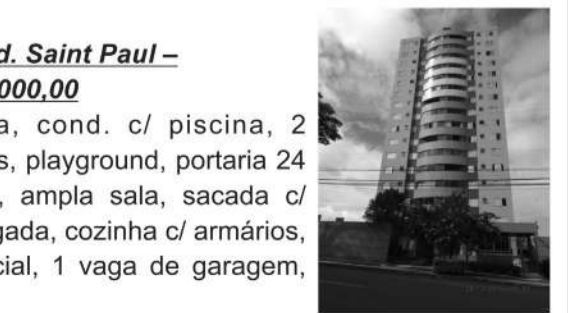 d. Saint Paul –
000,00
a, cond. c/ piscina, 2
s, playground, portaria 24
, ampla sala, sacada c/
gada, cozinha c/ armários,
cial, 1 vaga de garagem,